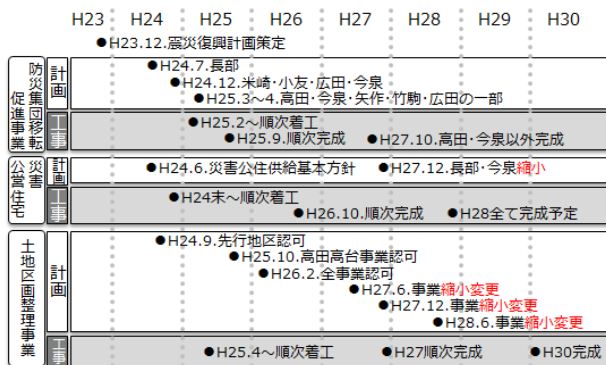 H23 H24 H25 H26 H27 H28 H29 H30
●H23.12.震災復興計画策定
防災集団移転促進事業
計画
●H24.7.長部
●H24.12.米崎・小友・広田・今泉
●H25.3～4.高田・今泉・矢作・竹駒・広田の一部
工事
●H25.2～順次着工
●H25.9.順次完成 ●H27.10.高田・今泉以外完成
災害公営住宅
計画
●H24.6.災害公住供給基本方針 ●H27.12.長部・今泉縮小
工事
●H24末～順次着工
●H26.10.順次完成 ●H28全て完成予定
土地区画整理事業
計画
●H24.9.先行地区認可
●H25.10.高田高台事業認可
●H26.2.全事業認可
●H27.6.事業縮小変更
●H27.12.事業縮小変更
●H28.6.事業縮小変更
工事
●H25.4～順次着工 ●H27順次完成 ●H30完成